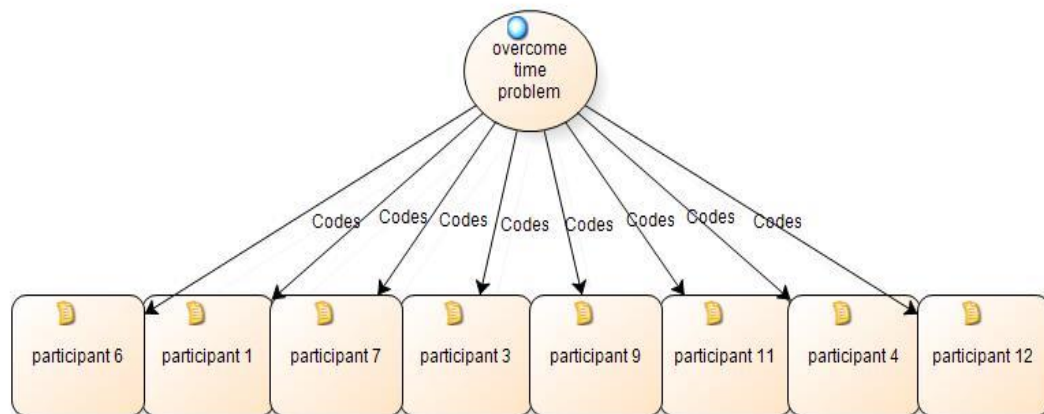 overcome
time
problem
Codes Codes Codes Codes Codes Codes Codes Codes
participant 6 participant 1 participant 7 participant 3 participant 9 participant 11 participant 4 participant 12